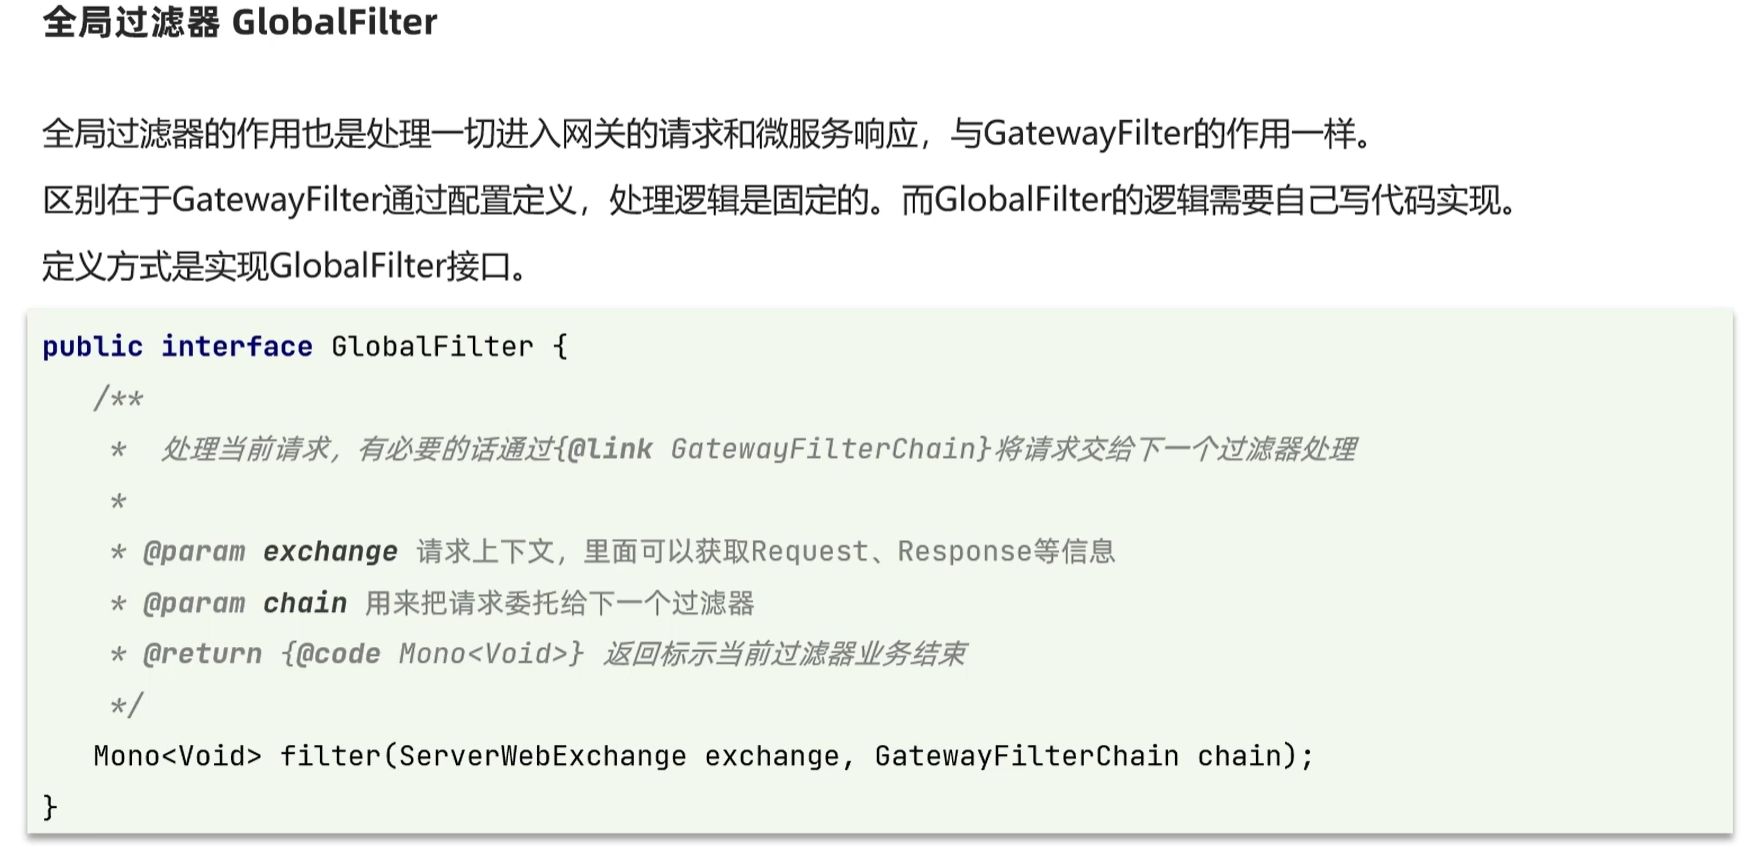 全局过滤器 GlobalFilter
全局过滤器的作用也是处理一切进入网关的请求和微服务响应，与GatewayFilter的作用一样。
区别在于GatewayFilter通过配置定义，处理逻辑是固定的。而GlobalFilter的逻辑需要自己写代码实现。
定义方式是实现GlobalFilter接口。
public interface GlobalFilter {
/**
* 处理当前请求，有必要的话通过{@link GatewayFilterChain}将请求交给下一个过滤器处理
*
* @param exchange 请求上下文，里面可以获取Request、Response等信息
* @param chain 用来把请求委托给下一个过滤器
* @return {@code Mono<Void>} 返回标示当前过滤器业务结束
*/
Mono<Void> filter(ServerWebExchange exchange, GatewayFilterChain chain);
}